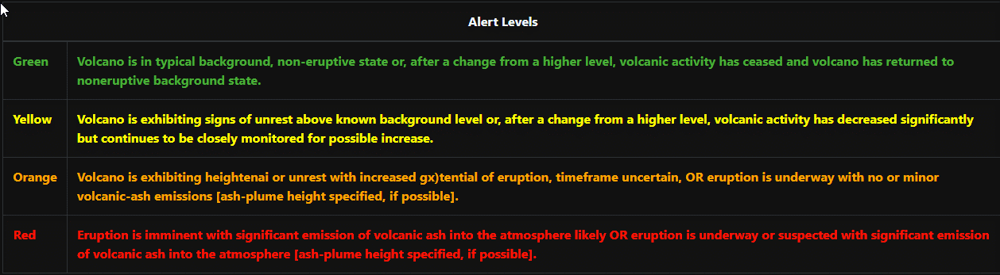 Alert Levels
Green
Volcano is in typical background, non-eruptive state or, after a change from a higher level, volcanic activity has ceased and volcano has returned to
noneruptive background state.
Yellow
Volcano is exhibiting signs of unrest above known background level or, after a change from a higher level, volcanic activity has decreased significantly
but continues to be closely monitored for possible increase.
Orange
Volcano is exhibiting heightenai or unrest with increased gx)tential of eruption, timeframe uncertain, OR eruption is underway with no or minor
volcanic-ash emissions [ash-plume height specified, if possible].
Red
Eruption is imminent with significant emission of volcanic ash into the atmosphere likely OR eruption is underway or suspected with significant emission
of volcanic ash into the atmosphere [ash-plume height specified, if possible].